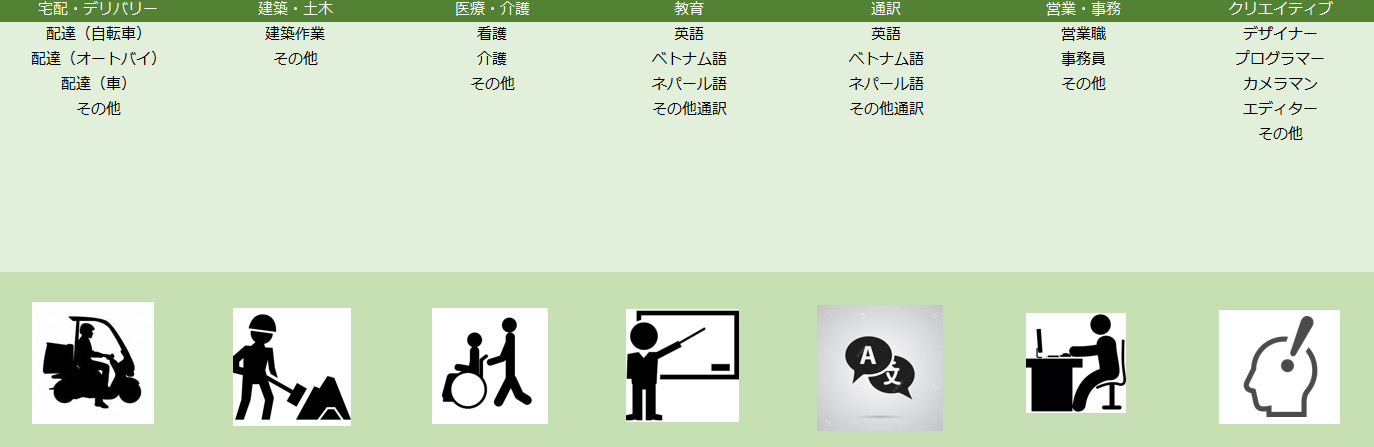 宅配・デリバリー 建築・土木 医療・介護 教育 通訳 営業・事務 クリエイティブ
配達（自転車） 建築作業 看護 英語 英語 営業職 デザイナー
配達（オートバイ） その他 介護 ベトナム語 ベトナム語 事務員 プログラマー
配達（車） その他 ネパール語 ネパール語 その他 カメラマン
その他 その他通訳 その他通訳 エディター
その他
A 文